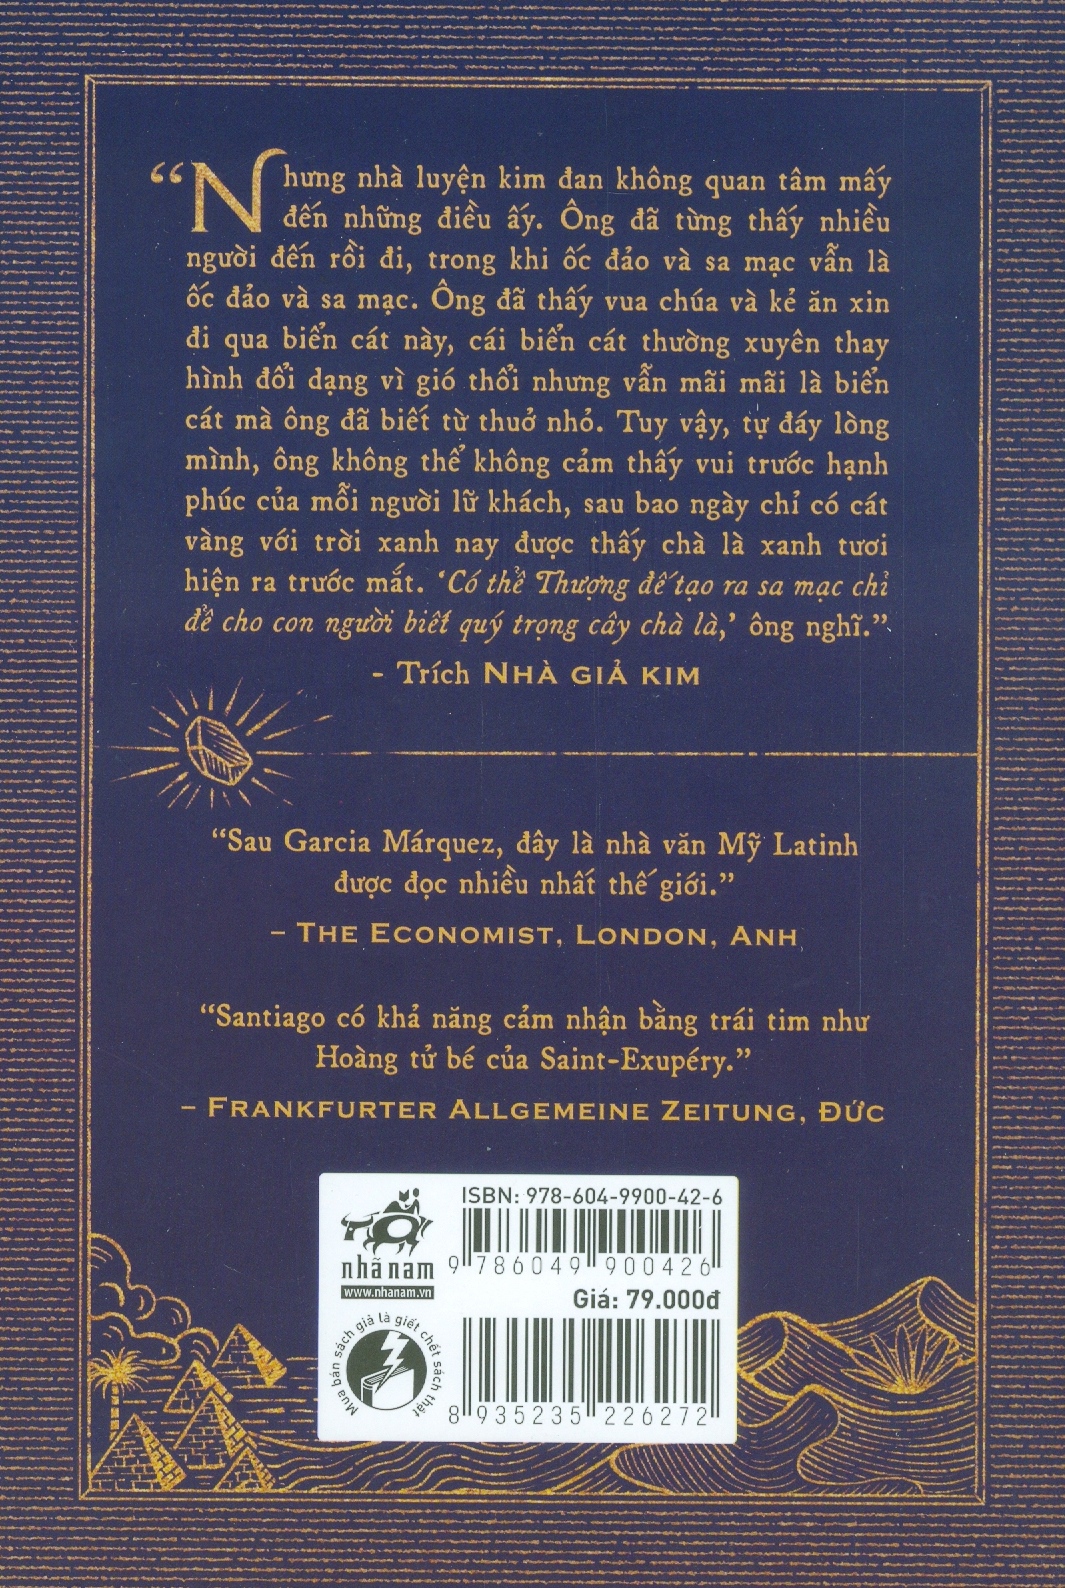 “Nhưng nhà luyện kim đan không quan tâm mấy
đến những điều ấy. Ông đã từng thấy nhiều
người đến rồi đi, trong khi ốc đảo và sa mạc vẫn là
ốc đảo và sa mạc. Ông đã thấy vua chúa và kẻ ăn xin
đi qua biển cát này, cái biển cát thường xuyên thay
hình đổi dạng vì gió thổi nhưng vẫn mãi mãi là biển
cát mà ông đã biết từ thuở nhỏ. Tuy vậy, tự đáy lòng
mình, ông không thể không cảm thấy vui trước hạnh
phúc của mỗi người lữ khách, sau bao ngày chỉ có cát
vàng với trời xanh nay được thấy chà là xanh tươi
hiện ra trước mắt. ‘Có thể Thượng đế tạo ra sa mạc chỉ
để cho con người biết quý trọng cây chà là,’ ông nghĩ.”
- Trích NHÀ GIẢ KIM
“Sau Garcia Márquez, đây là nhà văn Mỹ Latinh
được đọc nhiều nhất thế giới.”
– THE ECONOMIST, LONDON, ANH
“Santiago có khả năng cảm nhận bằng trái tim như
Hoàng tử bé của Saint-Exupéry.”
– FRANKFURTER ALLGEMEINE ZEITUNG, ĐỨC
nhã nam
www.nhanam.vn
Mua bán sách giả là giết chết sách thật
ISBN: 978-604-9900-42-6
9 786049 900426
Giá: 79.000đ
8 935235 226272